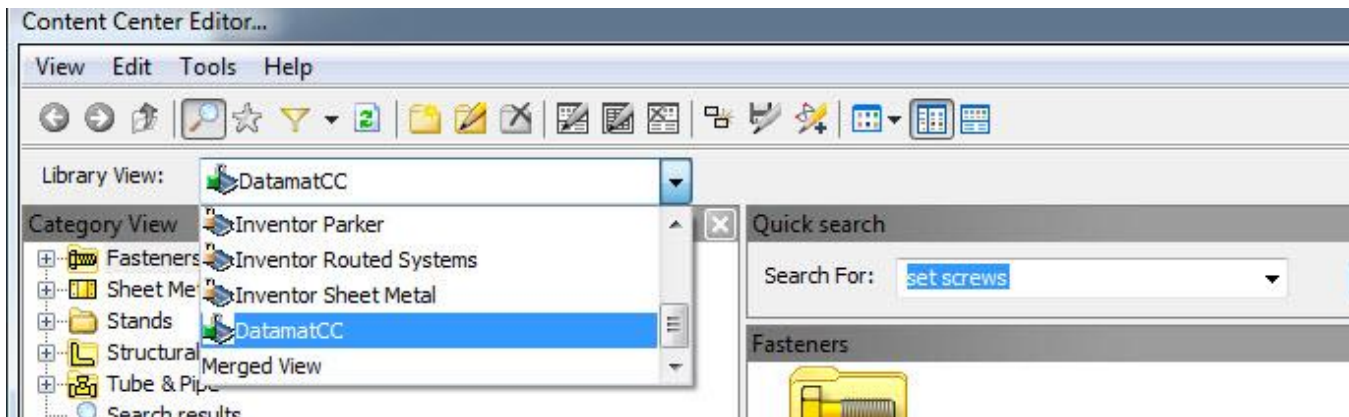 Content Center Editor...
View Edit Tools Help
Library View: DatamatCC
Category View
Inventor Parker
Inventor Routed Systems
Inventor Sheet Metal
DatamatCC
Merged View
Fasteners
Sheet Me
Stands
Structural
Tube & Pipe
Search results
Quick search
Search For: set screws
Fasteners